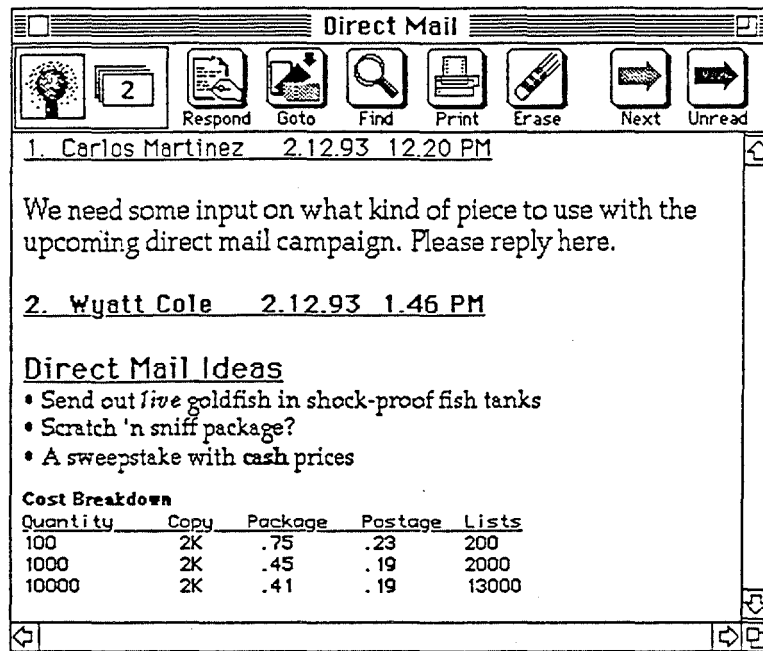 Direct Mail
2
Respond Goto Find Print Erase Next Unread
1. Carlos Martinez 2.12.93 12.20 PM
We need some input on what kind of piece to use with the
upcoming direct mail campaign. Please reply here.
2. Wyatt Cole 2.12.93 1.46 PM
Direct Mail Ideas
• Send out live goldfish in shock-proof fish tanks
• Scratch 'n sniff package?
• A sweepstake with cash prices
Cost Breakdown
Quantity Copy Package Postage Lists
100 2K .75 .23 200
1000 2K .45 .19 2000
10000 2K .41 .19 13000